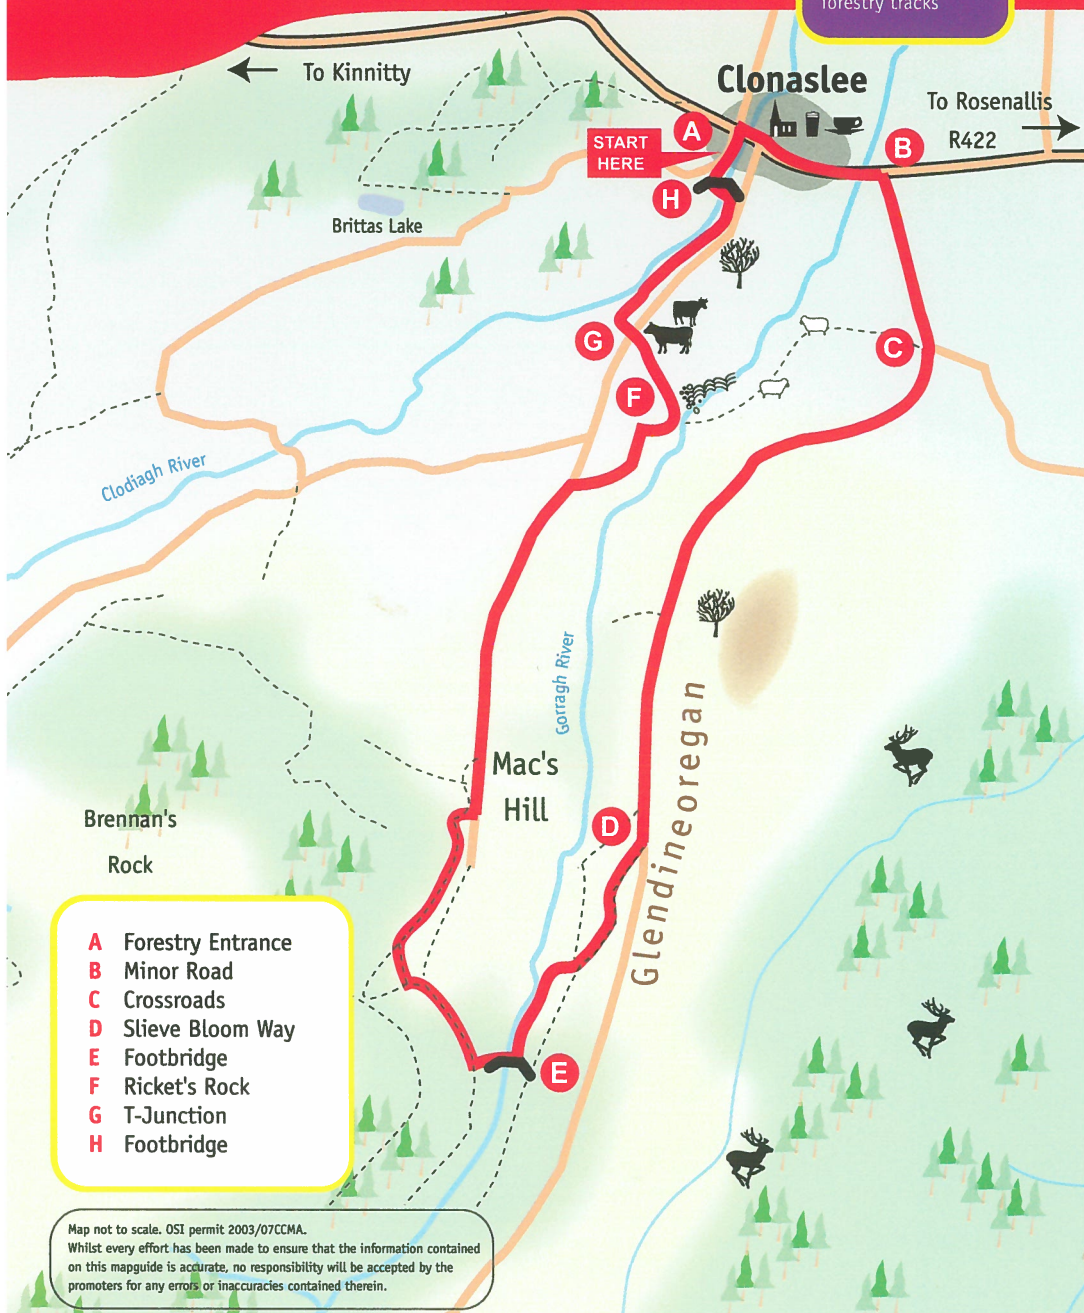 forestry tracks
To Kinnitty
Clonaslee
To Rosenallis
R422
START
HERE
A
B
H
Brittas Lake
G
C
F
Clodiagh River
Gorragh River
Glendineoregan
Mac's
Hill
D
Brennan's
Rock
E
A Forestry Entrance
B Minor Road
C Crossroads
D Slieve Bloom Way
E Footbridge
F Ricket's Rock
G T-Junction
H Footbridge
Map not to scale. OSI permit 2003/07CCMA.
Whilst every effort has been made to ensure that the information contained
on this mapguide is accurate, no responsibility will be accepted by the
promoters for any errors or inaccuracies contained therein.